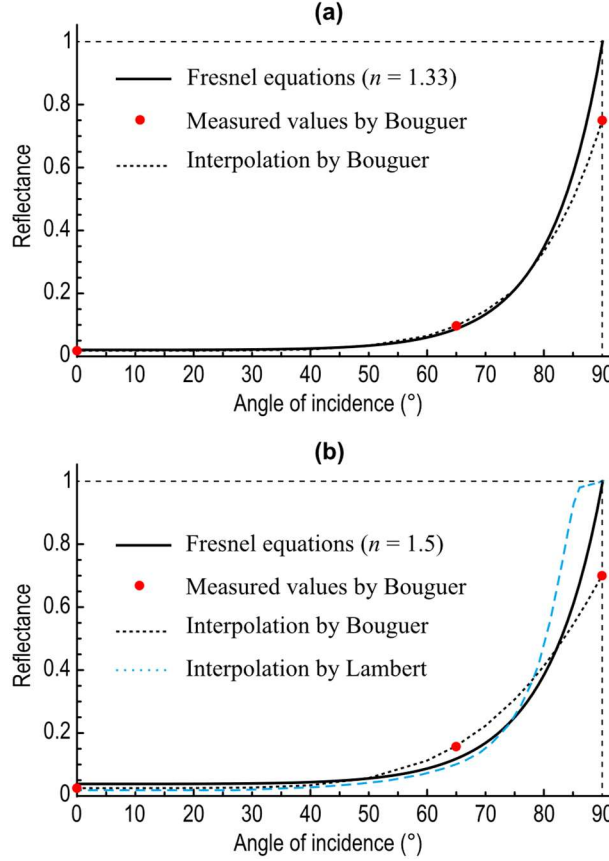 (a)
1
0.8
0.6
0.4
0.2
0
Reflectance
Fresnel equations (n = 1.33)
Measured values by Bouguer
Interpolation by Bouguer
0 10 20 30 40 50 60 70 80 90
Angle of incidence (°)
(b)
1
0.8
0.6
0.4
0.2
0
Reflectance
Fresnel equations (n = 1.5)
Measured values by Bouguer
Interpolation by Bouguer
Interpolation by Lambert
0 10 20 30 40 50 60 70 80 90
Angle of incidence (°)